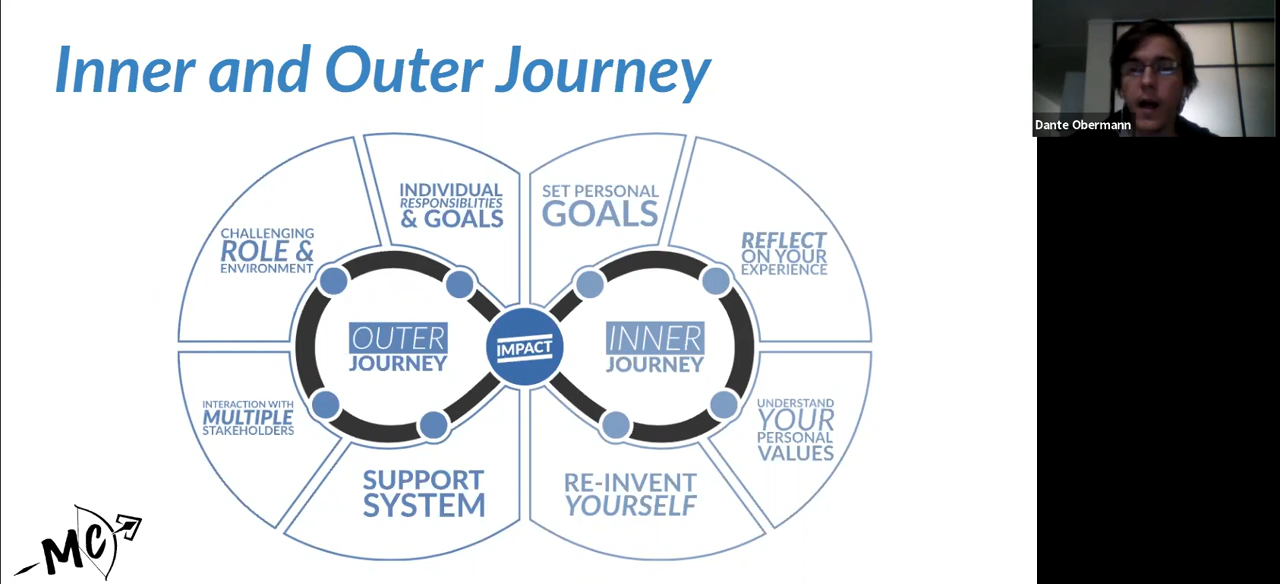 Inner and Outer Journey
Dante Obermann
CHALLENGING
ROLE &
ENVIRONMENT
INDIVIDUAL
RESPONSIBLITIES
& GOALS
SET PERSONAL
GOALS
REFLECT
ON YOUR
EXPERIENCE
OUTER
JOURNEY
IMPACT
INNER
JOURNEY
INTERACTION WITH
MULTIPLE
STAKEHOLDERS
SUPPORT
SYSTEM
RE-INVENT
YOURSELF
UNDERSTAND
YOUR
PERSONAL
VALUES
MC